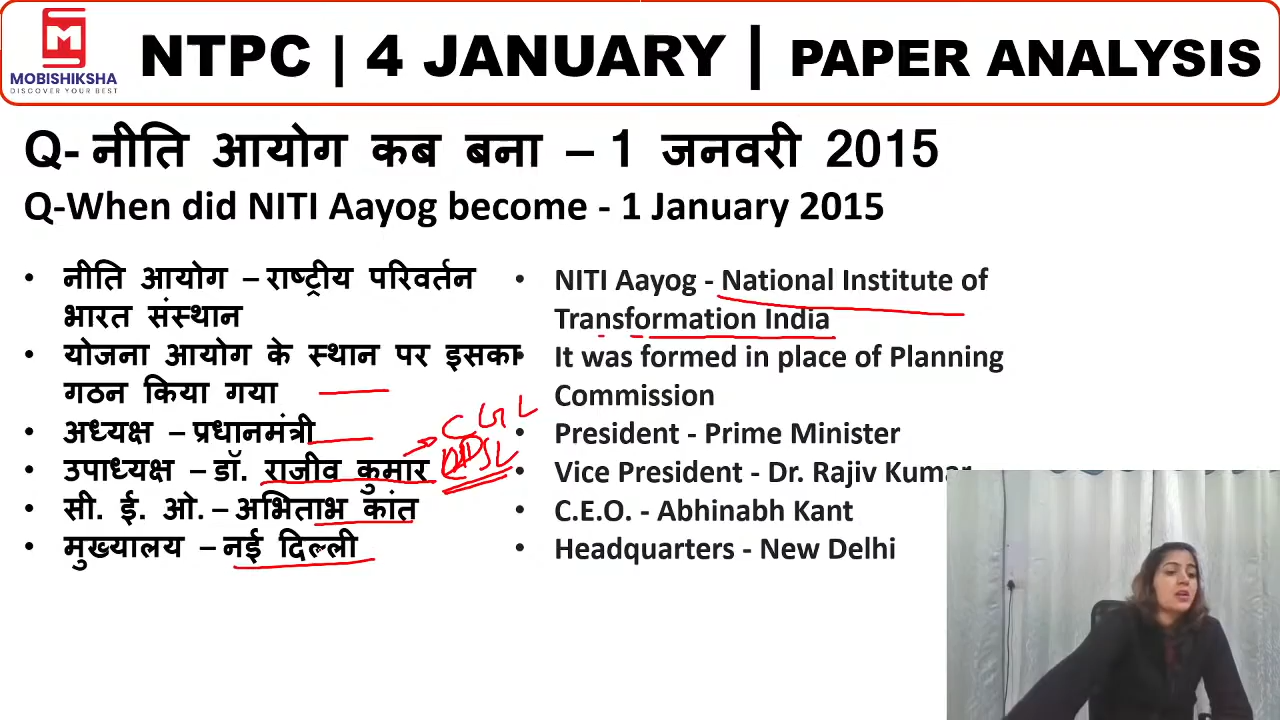 MOBISHIKSHA
DISCOVER YOUR BEST
NTPC | 4 JANUARY | PAPER ANALYSIS
Q- नीति आयोग कब बना – 1 जनवरी 2015
Q-When did NITI Aayog become - 1 January 2015
• नीति आयोग – राष्ट्रीय परिवर्तन
भारत संस्थान
• योजना आयोग के स्थान पर इसका
गठन किया गया
• अध्यक्ष – प्रधानमंत्री
• उपाध्यक्ष – डॉ. राजीव कुमार
• सी. ई. ओ. – अभिताभ कांत
• मुख्यालय – नई दिल्ली
CGL
• NITI Aayog - National Institute of
Transformation India
• It was formed in place of Planning
Commission
• President - Prime Minister
• Vice President - Dr. Rajiv Kumar
• C.E.O. - Abhinabh Kant
• Headquarters - New Delhi